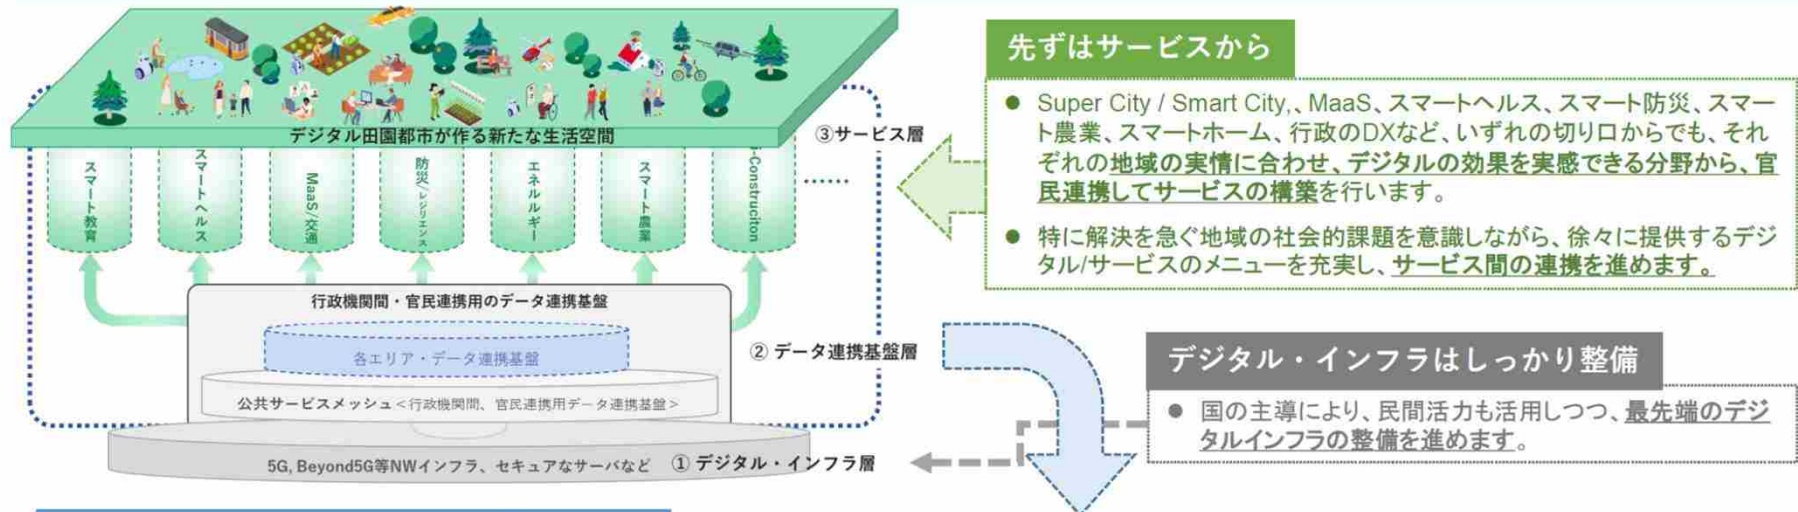 デジタル田園都市が作る新たな生活空間
③サービス層
スマート教育
スマートヘルス
MaaS/交通
防災/レジリエンス
エネルルギー
スマート農業
i-Construciton
……
行政機関間・官民連携用のデータ連携基盤
各エリア・データ連携基盤
② データ連携基盤層
公共サービスメッシュ<行政機関間、官民連携用データ連携基盤>
5G, Beyond5G等NWインフラ、セキュアなサーバなど
① デジタル・インフラ層
先ずはサービスから
● Super City / Smart City,、MaaS、スマートヘルス、スマート防災、スマー
ト農業、スマートホーム、行政のDXなど、いずれの切り口からでも、それ
ぞれの地域の実情に合わせ、デジタルの効果を実感できる分野から、官
民連携してサービスの構築を行います。
● 特に解決を急ぐ地域の社会的課題を意識しながら、徐々に提供するデジ
タル/サービスのメニューを充実し、サービス間の連携を進めます。
デジタル・インフラはしっかり整備
● 国の主導により、民間活力も活用しつつ、最先端のデジ
タルインフラの整備を進めます。